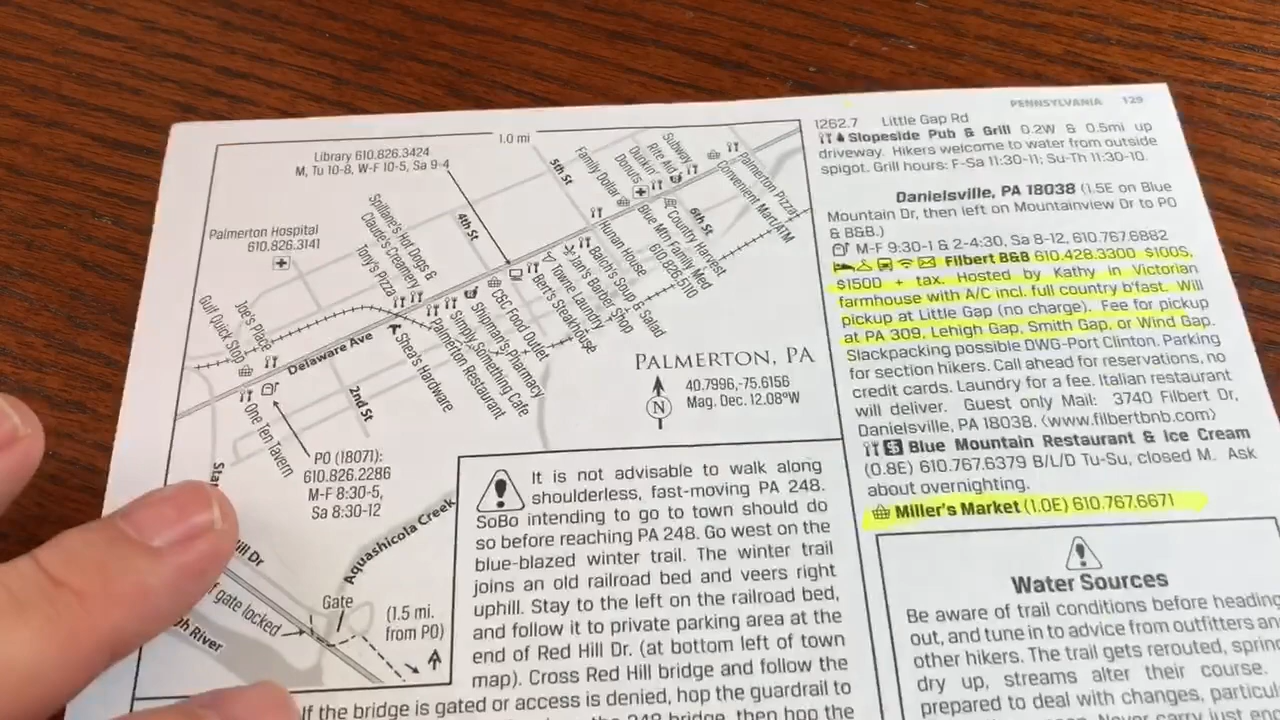 PENNSYLVANIA 129
1.0 mi
Library 610.826.3424
M, Tu 10-8, W-F 10-5, Sa 9-4
Palmerton Hospital
610.826.3141
Gulf Quick Stop
Joe's Place
Spillane's Hot Dogs &
Claude's Creamery
Tony's Pizza
4th St
5th St
6th St
2nd St
Delaware Ave
Family Dollar
Dunkin'
Donuts
Rite Aid
Subway
Palmerton Pizza
Convenient Mart/ATM
Country Harvest
Blue Mtn Family Med
610.826.5110
Hunan House
Balch's Soup & Salad
Jan's Barber Shop
Towne Laundry
Bert's Steakhouse
C&C Food Outlet
Shipman's Pharmacy
Simply Something Cafe
Palmerton Restaurant
Shea's Hardware
One Ten Tavern
PO (18071):
610.826.2286
M-F 8:30-5,
Sa 8:30-12
PALMERTON, PA
40.7996,-75.6156
Mag. Dec. 12.08°W
N
Aquashicola Creek
Gate
(1.5 mi.
from PO)
gate locked
River
It is not advisable to walk along
shoulderless, fast-moving PA 248.
SoBo intending to go to town should do
so before reaching PA 248. Go west on the
blue-blazed winter trail. The winter trail
joins an old railroad bed and veers right
uphill. Stay to the left on the railroad bed,
and follow it to private parking area at the
end of Red Hill Dr. (at bottom left of town
map). Cross Red Hill bridge and follow the
If the bridge is gated or access is denied, hop the guardrail to
248 bridge, then hop the
1262.7 Little Gap Rd
Slopeside Pub & Grill 0.2W & 0.5mi up
driveway. Hikers welcome to water from outside
spigot. Grill hours: F-Sa 11:30-11; Su-Th 11:30-10.
Danielsville, PA 18038 (1.5E on Blue
Mountain Dr, then left on Mountainview Dr to PO
& B&B.)
M-F 9:30-1 & 2-4:30, Sa 8-12, 610.767.6882
Filbert B&B 610.428.3300 $100S,
$150D + tax. Hosted by Kathy in Victorian
farmhouse with A/C incl. full country b'fast. Will
pickup at Little Gap (no charge). Fee for pickup
at PA 309, Lehigh Gap, Smith Gap, or Wind Gap.
Slackpacking possible DWG-Port Clinton. Parking
for section hikers. Call ahead for reservations, no
credit cards. Laundry for a fee. Italian restaurant
will deliver. Guest only Mail: 3740 Filbert Dr,
Danielsville, PA 18038. <www.filbertbnb.com>
$ Blue Mountain Restaurant & Ice Cream
(0.8E) 610.767.6379 B/L/D Tu-Su, closed M. Ask
about overnighting.
Miller's Market (1.0E) 610.767.6671
Water Sources
Be aware of trail conditions before heading
out, and tune in to advice from outfitters
other hikers. The trail gets rerouted,
dry up, streams alter their course.
prepared to deal with changes,